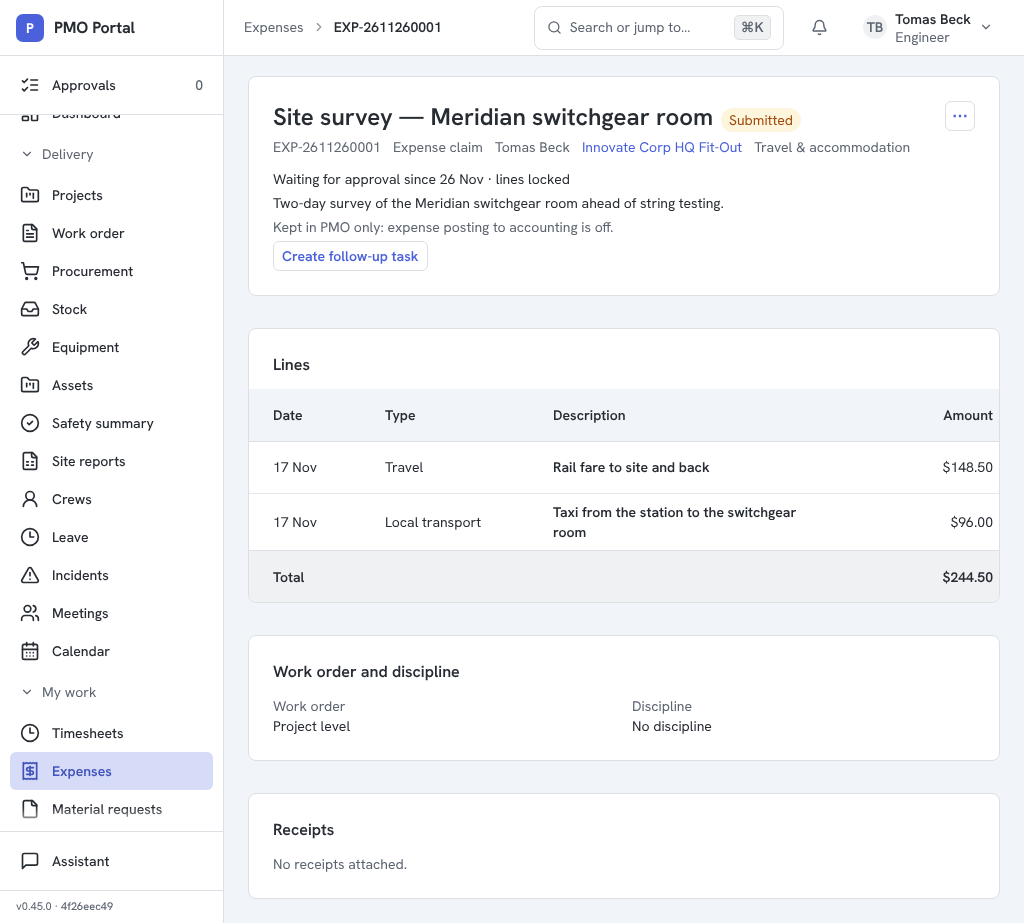 P PMO Portal
Expenses > EXP-2611260001
Search or jump to... ⌘K
TB
Tomas Beck
Engineer
Approvals 0
Dashboard
Delivery
Projects
Work order
Procurement
Stock
Equipment
Assets
Safety summary
Site reports
Crews
Leave
Incidents
Meetings
Calendar
My work
Timesheets
Expenses
Material requests
Assistant
v0.45.0 · 4f26eec49
Site survey — Meridian switchgear room Submitted
EXP-2611260001 Expense claim Tomas Beck Innovate Corp HQ Fit-Out Travel & accommodation
Waiting for approval since 26 Nov · lines locked
Two-day survey of the Meridian switchgear room ahead of string testing.
Kept in PMO only: expense posting to accounting is off.
Create follow-up task
Lines
Date Type Description Amount
17 Nov Travel Rail fare to site and back $148.50
17 Nov Local transport Taxi from the station to the switchgear room $96.00
Total $244.50
Work order and discipline
Work order Discipline
Project level No discipline
Receipts
No receipts attached.